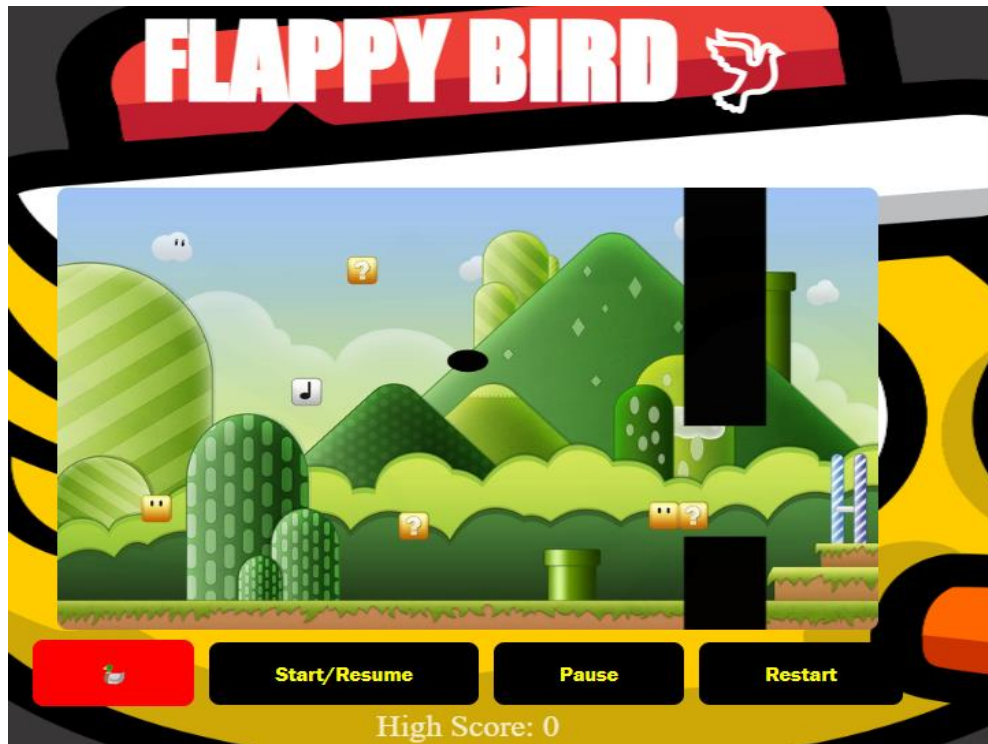 FLAPPY BIRD
?
?
?
Start/Resume Pause Restart
High Score: 0